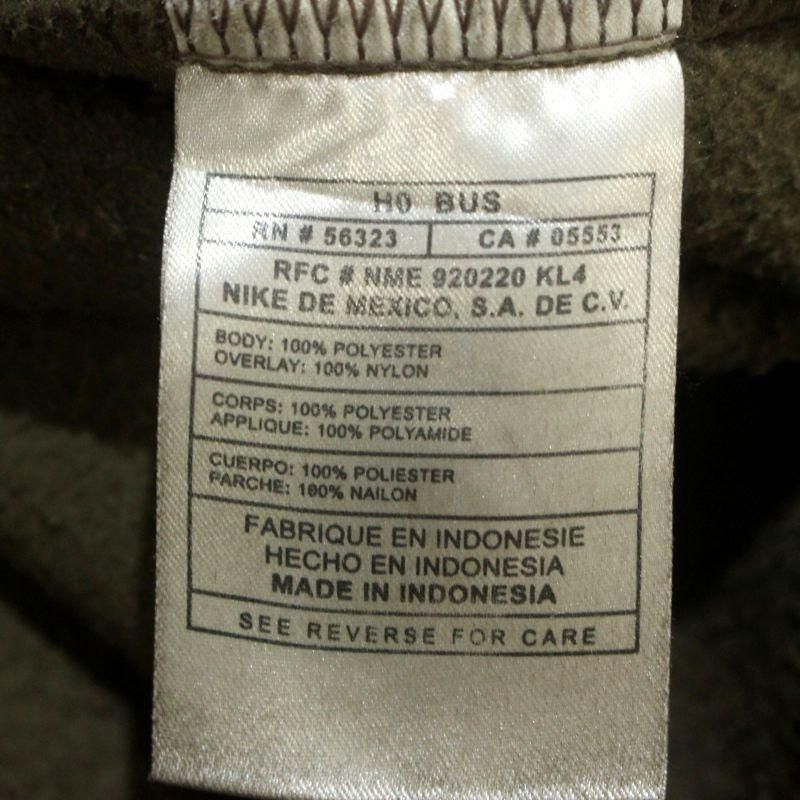 H0 BUS
RN # 56323 CA # 05553
RFC # NME 920220 KL4
NIKE DE MEXICO, S.A. DE C.V.
BODY: 100% POLYESTER
OVERLAY: 100% NYLON
CORPS: 100% POLYESTER
APPLIQUE: 100% POLYAMIDE
CUERPO: 100% POLIESTER
PARCHE: 100% NAILON
FABRIQUE EN INDONESIE
HECHO EN INDONESIA
MADE IN INDONESIA
SEE REVERSE FOR CARE